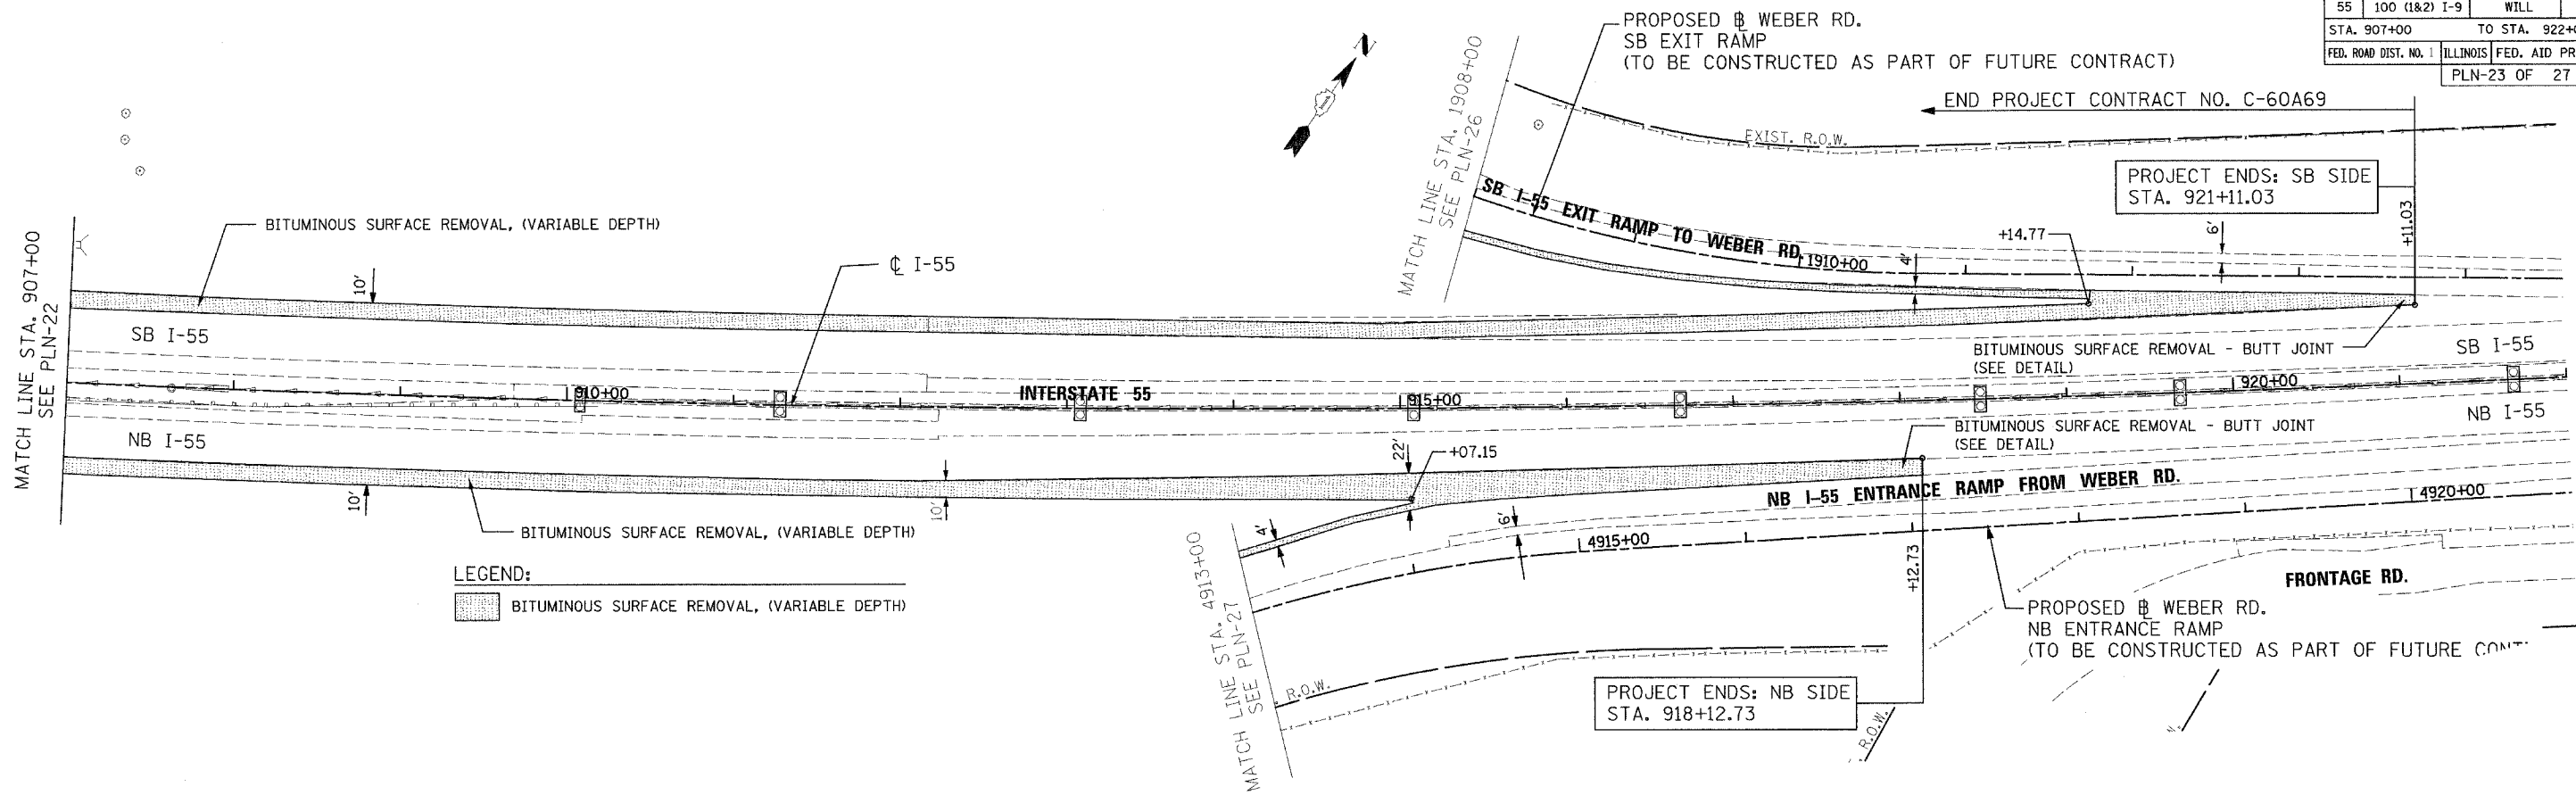 55 100 (1&2) I-9 WILL
STA. 907+00 TO STA. 922+
FED. ROAD DIST. NO. 1 ILLINOIS FED. AID PR
PLN-23 OF 27
PROPOSED ⅊ WEBER RD.
SB EXIT RAMP
(TO BE CONSTRUCTED AS PART OF FUTURE CONTRACT)
N
END PROJECT CONTRACT NO. C-60A69
EXIST. R.O.W.
MATCH LINE STA. 1908+00
SEE PLN-26
PROJECT ENDS: SB SIDE
STA. 921+11.03
+11.03
6'
SB I-55 EXIT RAMP TO WEBER RD.
1910+00
+14.77
4'
MATCH LINE STA. 907+00
SEE PLN-22
BITUMINOUS SURFACE REMOVAL, (VARIABLE DEPTH)
10'
℄ I-55
SB I-55
BITUMINOUS SURFACE REMOVAL - BUTT JOINT
(SEE DETAIL)
SB I-55
910+00
INTERSTATE 55
915+00
920+00
NB I-55
NB I-55
BITUMINOUS SURFACE REMOVAL - BUTT JOINT
(SEE DETAIL)
22'
+07.15
10'
10'
NB I-55 ENTRANCE RAMP FROM WEBER RD.
4920+00
BITUMINOUS SURFACE REMOVAL, (VARIABLE DEPTH)
4'
6'
4915+00
+12.73
MATCH LINE STA. 4913+00
SEE PLN-27
LEGEND:
BITUMINOUS SURFACE REMOVAL, (VARIABLE DEPTH)
FRONTAGE RD.
PROPOSED ⅊ WEBER RD.
NB ENTRANCE RAMP
(TO BE CONSTRUCTED AS PART OF FUTURE
R.O.W.
PROJECT ENDS: NB SIDE
STA. 918+12.73
R.O.W.